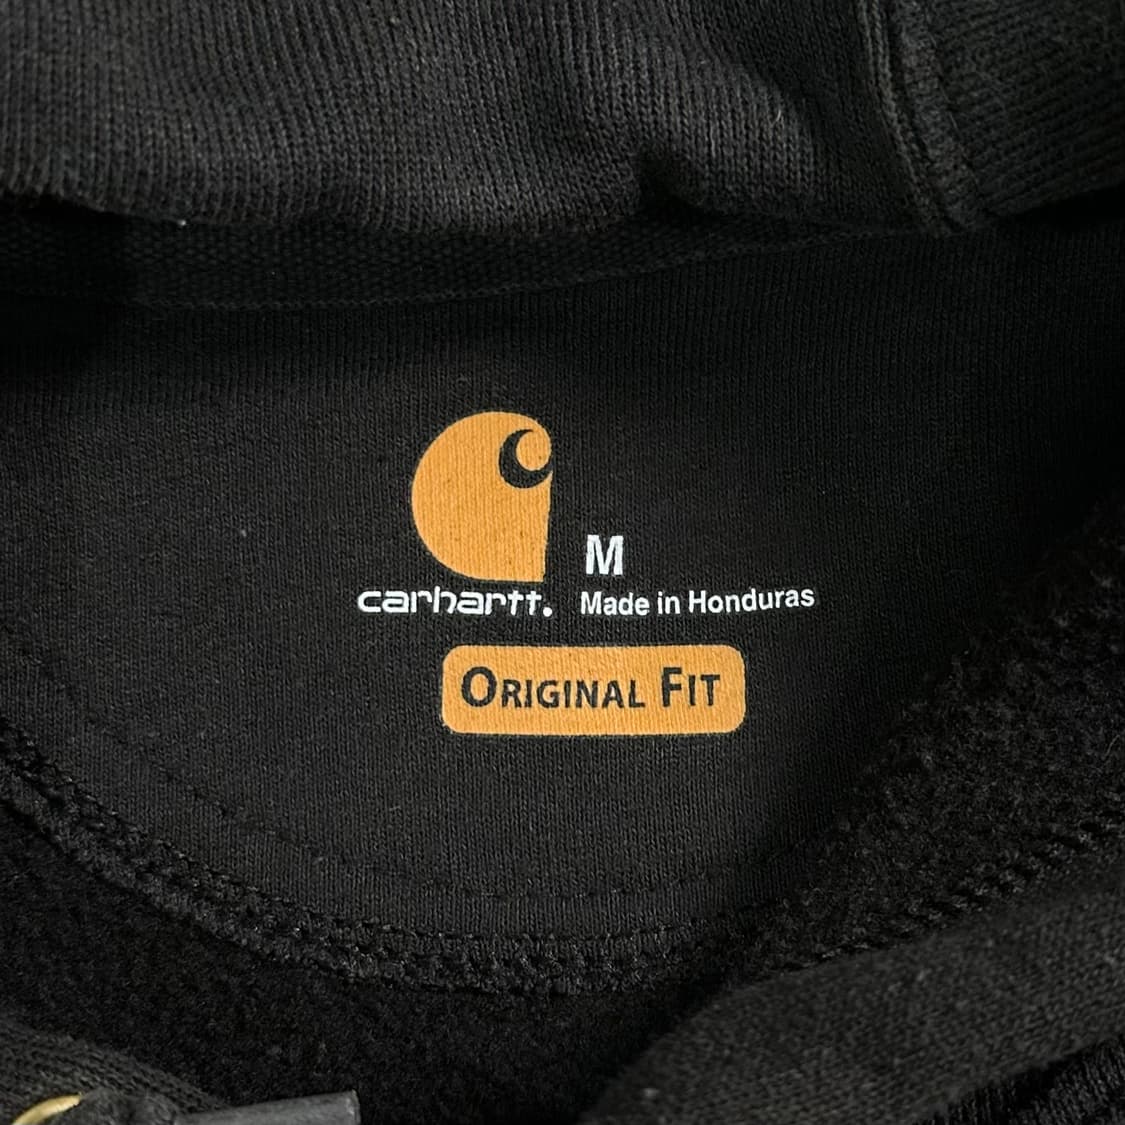 M
carhartt. Made in Honduras
ORIGINAL FIT